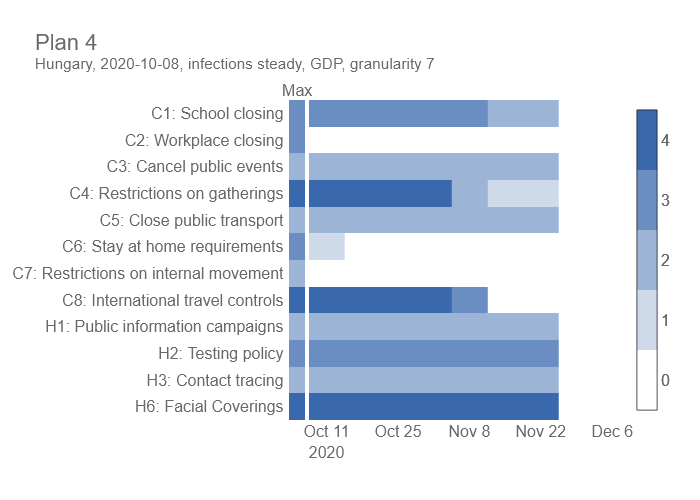 Plan 4
Hungary, 2020-10-08, infections steady, GDP, granularity 7
Max
C1: School closing
C2: Workplace closing
C3: Cancel public events
C4: Restrictions on gatherings
C5: Close public transport
C6: Stay at home requirements
C7: Restrictions on internal movement
C8: International travel controls
H1: Public information campaigns
H2: Testing policy
H3: Contact tracing
H6: Facial Coverings
Oct 11 Oct 25 Nov 8 Nov 22 Dec 6
2020
4
3
2
1
0